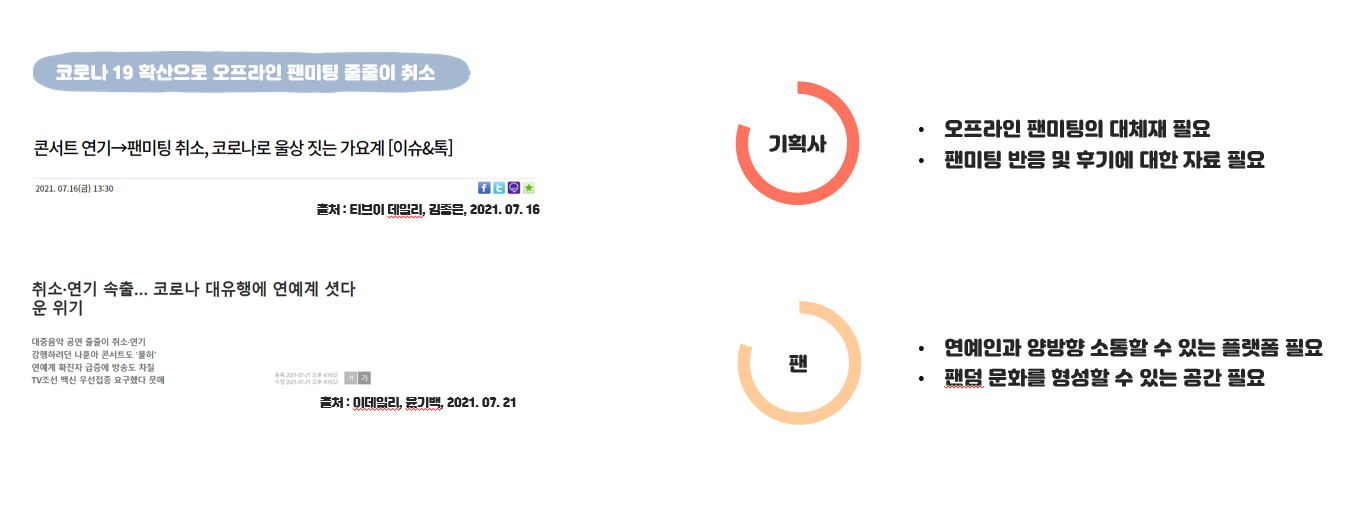 코로나 19 확산으로 오프라인 팬미팅 줄줄이 취소
콘서트 연기→팬미팅 취소, 코로나로 울상 짓는 가요계 [이슈&톡]
2021. 07.16(금) 13:30
출처 : 티브이 데일리, 김종은, 2021. 07. 16
취소·연기 속출... 코로나 대유행에 연예계 셧다
운 위기
대중음악 공연 줄줄이 취소·연기
강행하려던 나훈아 콘서트도 '불허'
연예계 확진자 급증에 방송도 차질
TV조선 백신 우선접종 요구했다 뭇매
등록 2021-07-21 오후 4:19:52
수정 2021-07-21 오후 4:19:52
가 가
출처 : 이데일리, 윤기백, 2021. 07. 21
기획사
• 오프라인 팬미팅의 대체재 필요
• 팬미팅 반응 및 후기에 대한 자료 필요
팬
• 연예인과 양방향 소통할 수 있는 플랫폼 필요
• 팬덤 문화를 형성할 수 있는 공간 필요